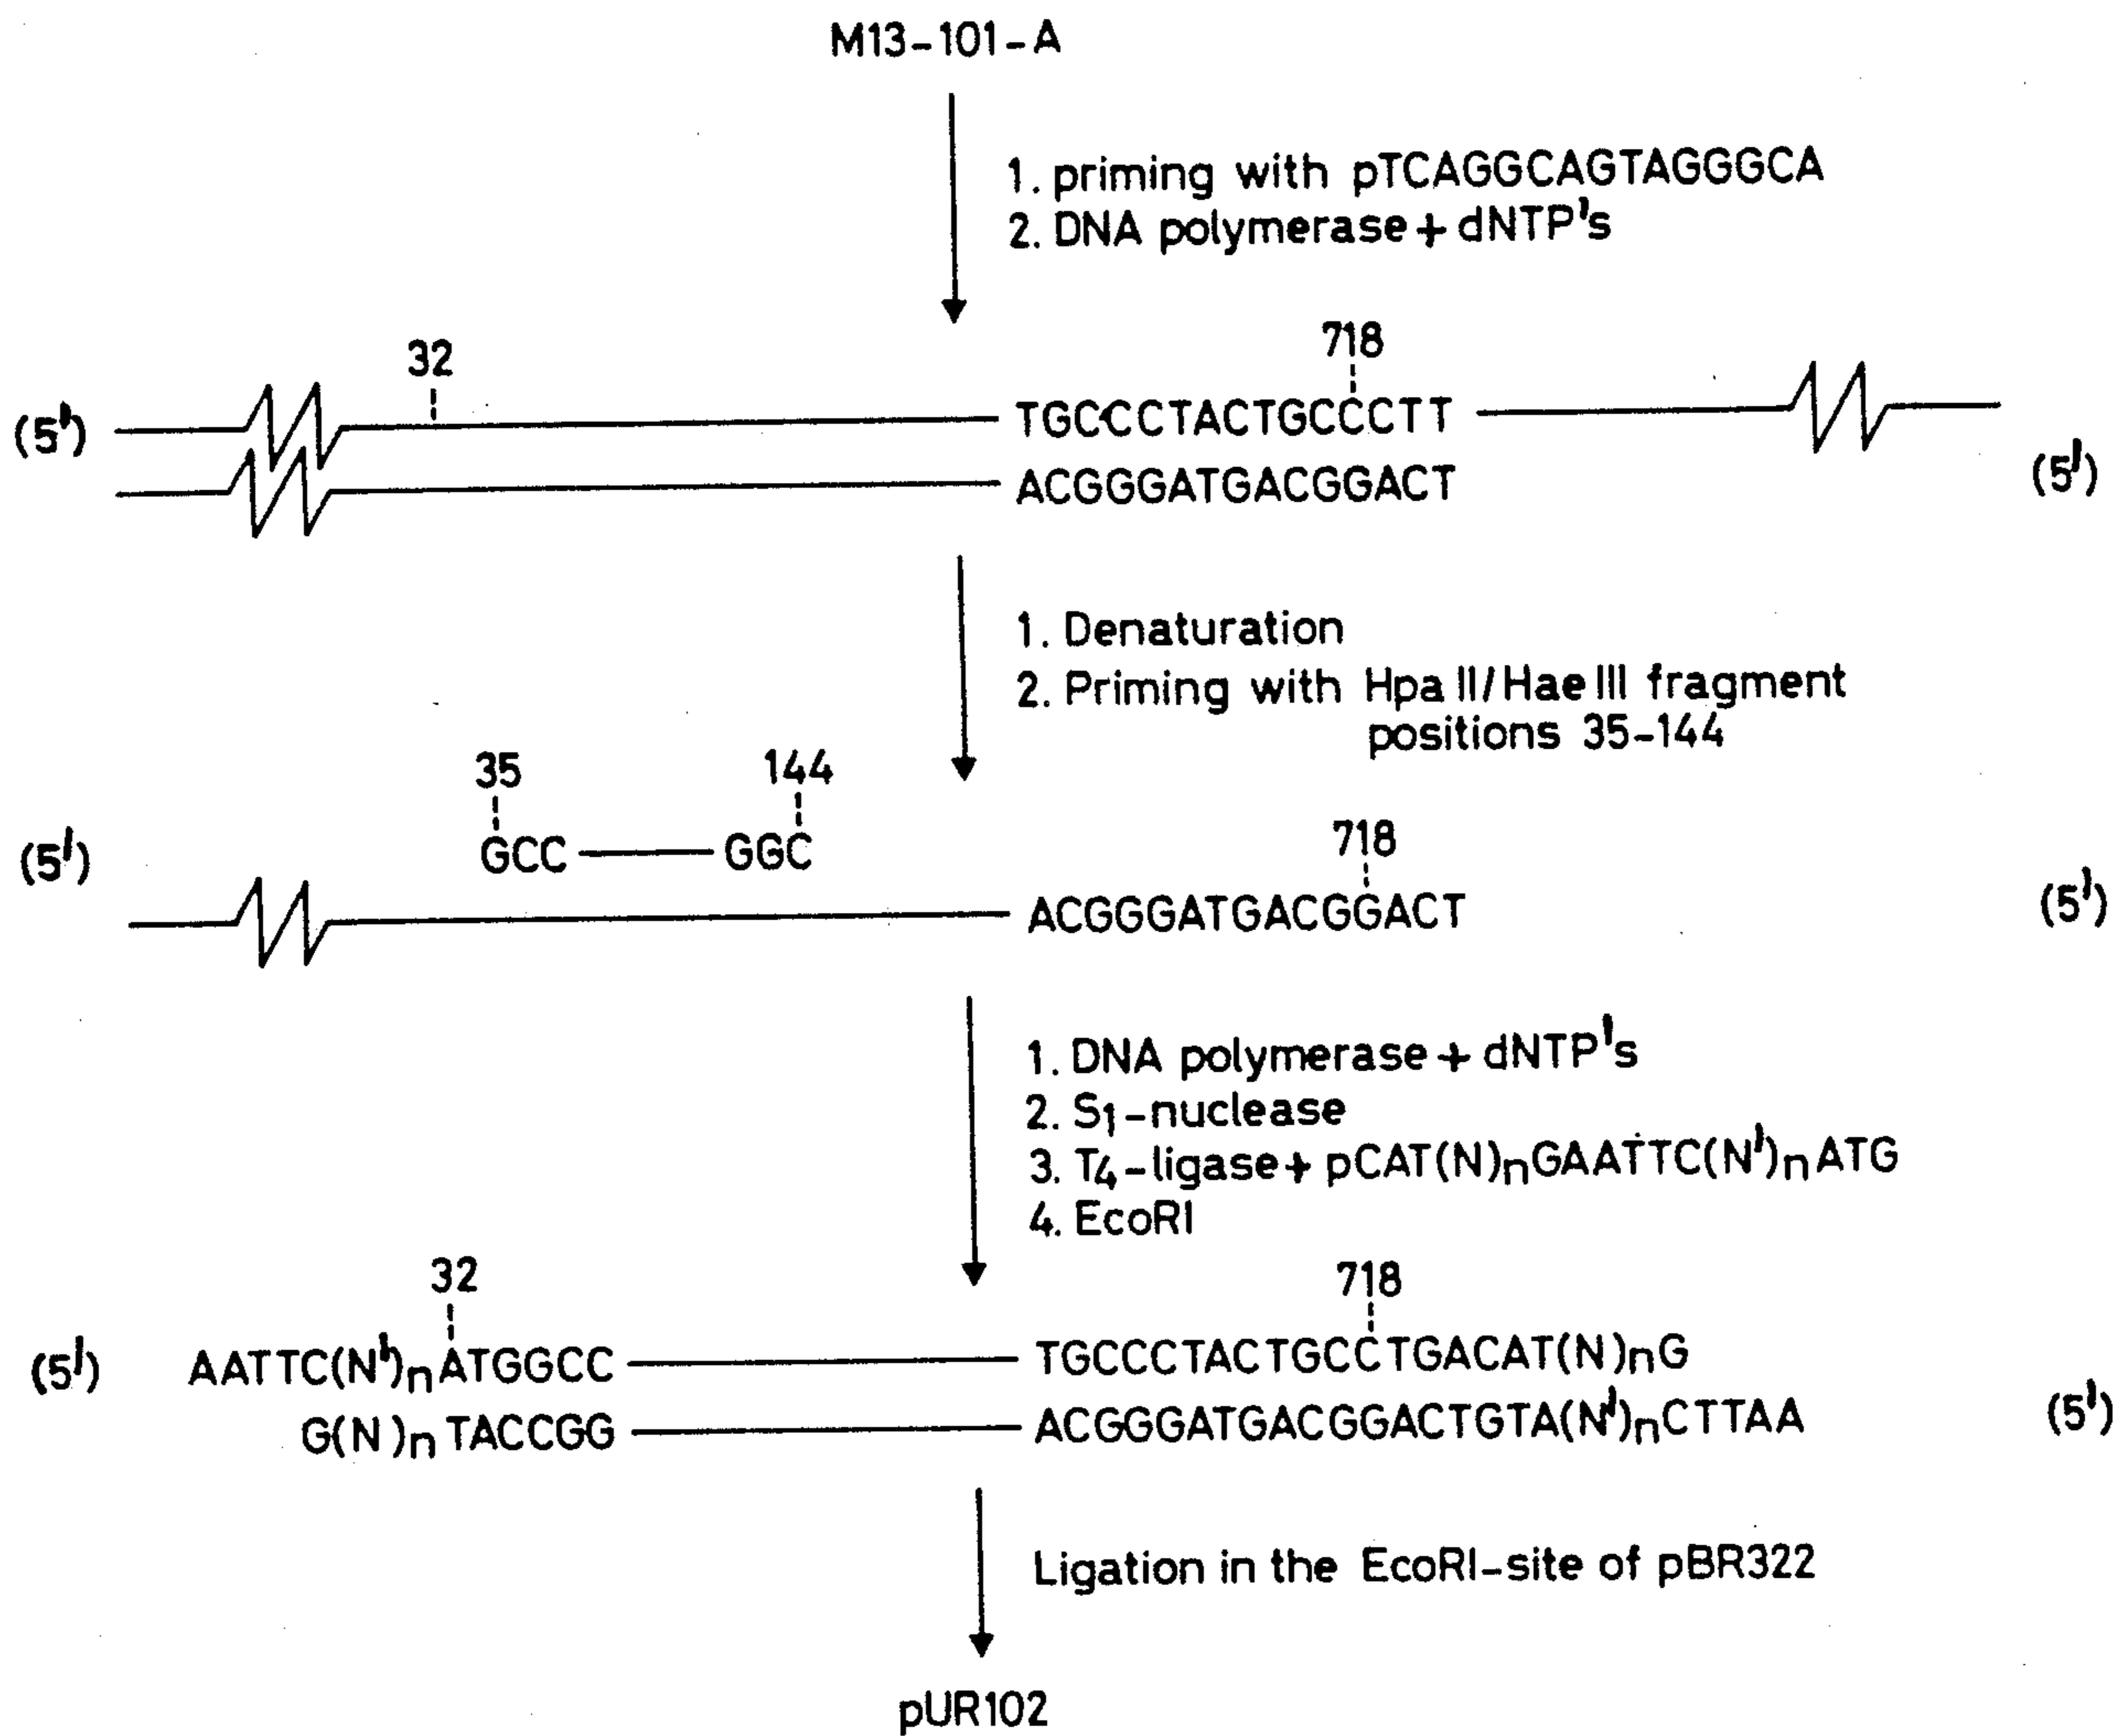 M13-101-A
1. priming with pTCAGGCAGTAGGGCA
2. DNA polymerase + dNTP's
32
718
(5') TGCCCTACTGCCCTT
ACGGGATGACGGACT (5')
1. Denaturation
2. Priming with Hpa II/Hae III fragment
positions 35-144
35 144
(5') GCC GGC 718
ACGGGATGACGGACT (5')
1. DNA polymerase + dNTP's
2. S1-nuclease
3. T4-ligase + pCAT(N)nGAATTC(N')nATG
4. EcoRI
32 718
(5') AATTC(N')nATGGCC TGCCCTACTGCCTGACAT(N)nG
G(N)nTACCGG ACGGGATGACGGACTGTA(N')nCTTAA (5')
Ligation in the EcoRI-site of pBR322
pUR102